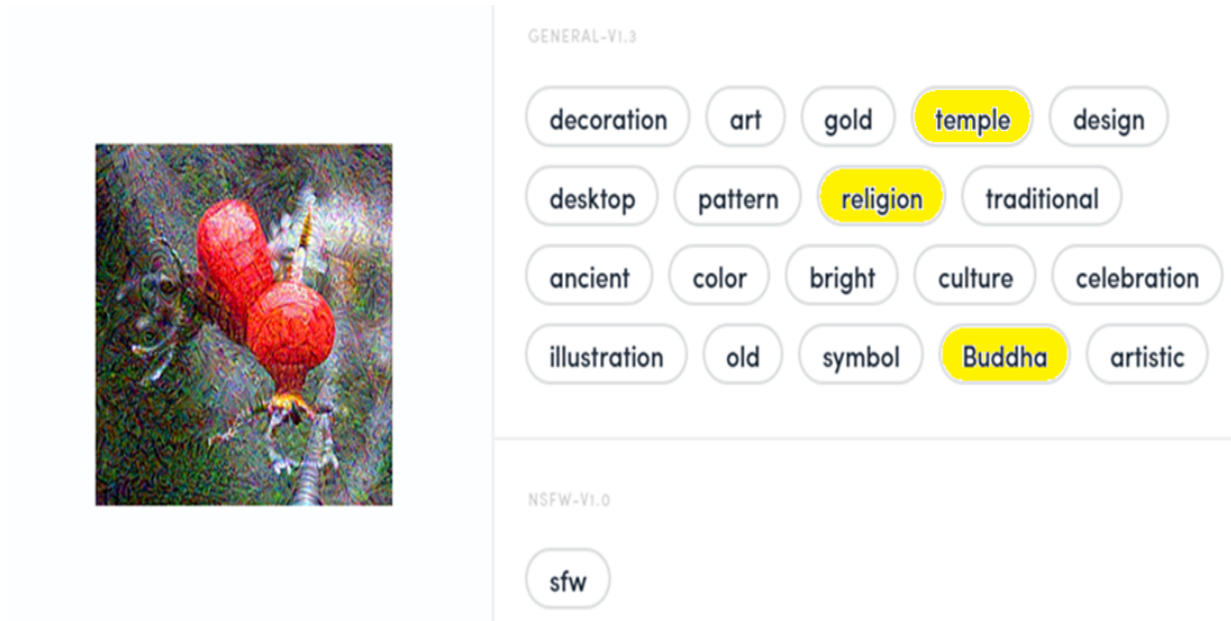 GENERAL-V1.3
decoration art gold temple design
desktop pattern religion traditional
ancient color bright culture celebration
illustration old symbol Buddha artistic
NSFW-V1.0
sfw